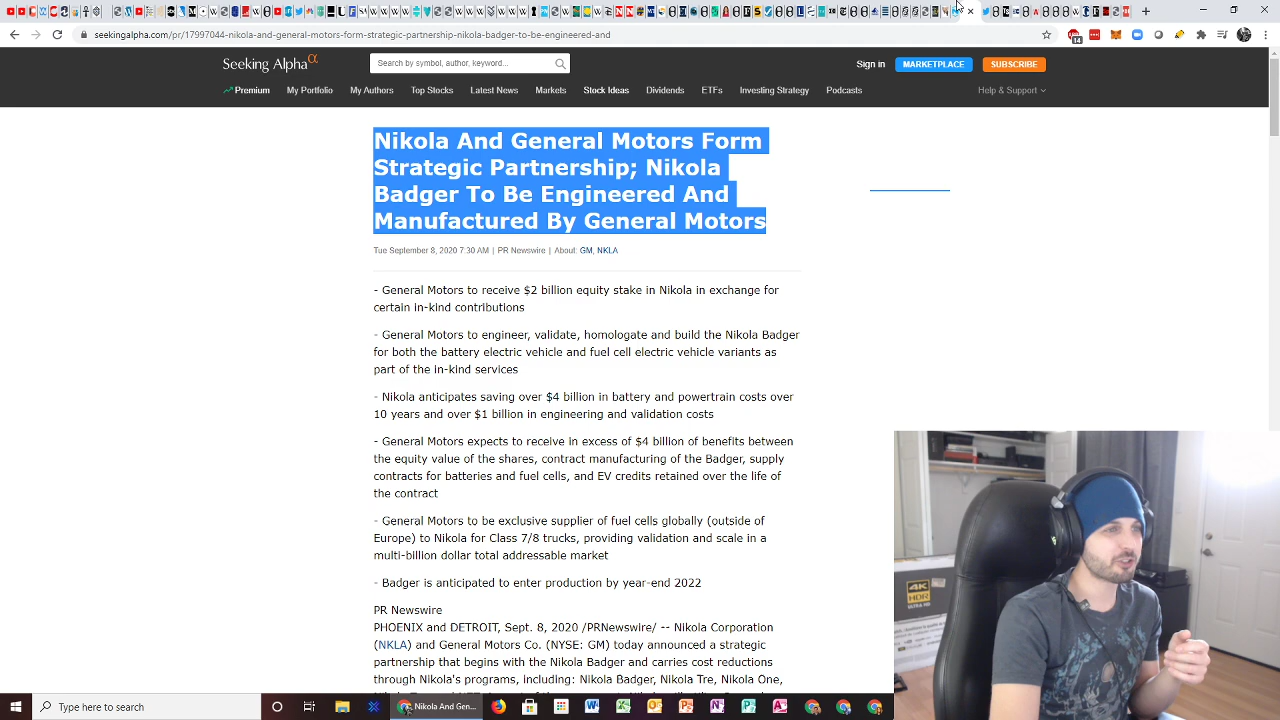 seekingalpha.com/pr/17997044-nikola-and-general-motors-form-strategic-partnership-nikola-badger-to-be-engineered-and
14
Seeking Alpha α
Search by symbol, author, keyword...
Sign in
MARKETPLACE
SUBSCRIBE
Premium
My Portfolio
My Authors
Top Stocks
Latest News
Markets
Stock Ideas
Dividends
ETFs
Investing Strategy
Podcasts
Help & Support
Nikola And General Motors Form
Strategic Partnership; Nikola
Badger To Be Engineered And
Manufactured By General Motors
Tue September 8, 2020 7:30 AM | PR Newswire | About: GM, NKLA
- General Motors to receive $2 billion equity stake in Nikola in exchange for
certain in-kind contributions
- General Motors to engineer, validate, homologate and build the Nikola Badger
for both the battery electric vehicle and fuel cell electric vehicle variants as
part of the in-kind services
- Nikola anticipates saving over $4 billion in battery and powertrain costs over
10 years and over $1 billion in engineering and validation costs
- General Motors expects to receive in excess of $4 billion of benefits between
the equity value of the shares, contract manufacturing of the Badger, supply
contracts for batteries and fuel cells, and EV credits retained over the life of
the contract
- General Motors to be exclusive supplier of fuel cells globally (outside of
Europe) to Nikola for Class 7/8 trucks, providing validation and scale in a
multi-billion dollar total addressable market
- Badger is anticipated to enter production by year-end 2022
PR Newswire
PHOENIX and DETROIT, Sept. 8, 2020 /PRNewswire/ -- Nikola Corporation
(NKLA) and General Motors Co. (NYSE: GM) today announced a strategic
partnership that begins with the Nikola Badger and carries cost reductions
through Nikola's programs, including: Nikola Badger, Nikola Tre, Nikola One,
4K
HDR
ULTRA HD
Type here to search
Nikola And Gen...